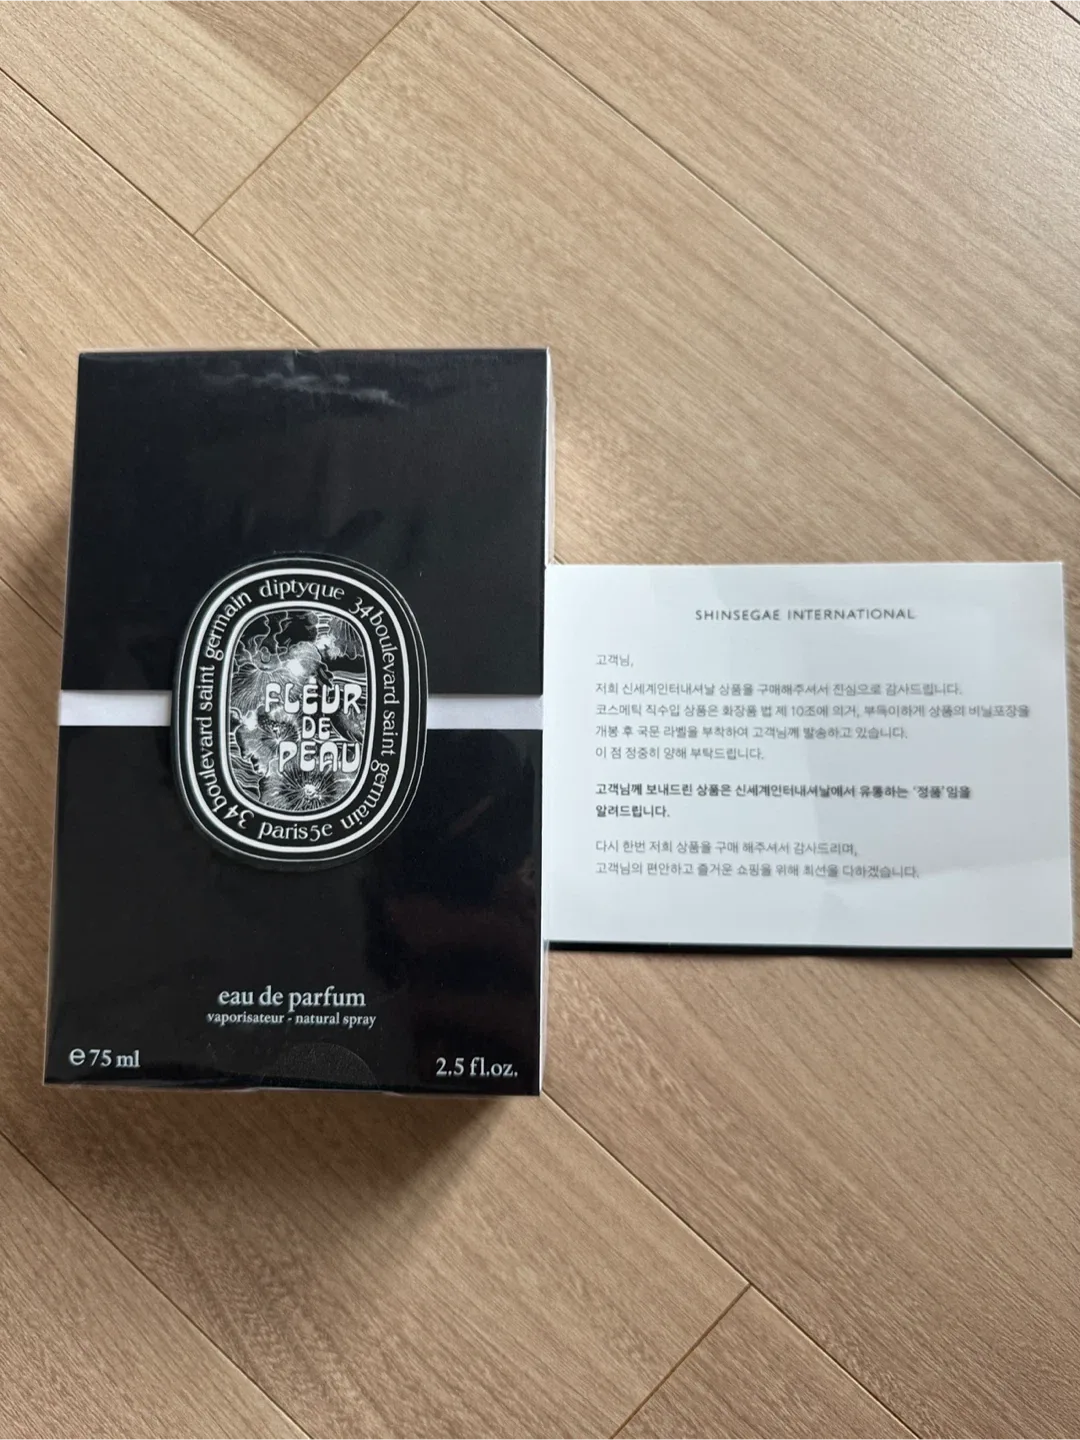 diptyque 34 boulevard saint germain paris 5e 34 boulevard saint germain
FLEUR
DE
PEAU
eau de parfum
vaporisateur - natural spray
e 75 ml
2.5 fl.oz.
SHINSEGAE INTERNATIONAL
고객님,
저희 신세계인터내셔날 상품을 구매해주셔서 진심으로 감사드립니다.
코스메틱 직수입 상품은 화장품 법 제 10조에 의거, 부득이하게 상품의 비닐포장을
개봉 후 국문 라벨을 부착하여 고객님께 발송하고 있습니다.
이 점 정중히 양해 부탁드립니다.
고객님께 보내드린 상품은 신세계인터내셔날에서 유통하는 '정품'임을
알려드립니다.
다시 한번 저희 상품을 구매 해주셔서 감사드리며,
고객님의 편안하고 즐거운 쇼핑을 위해 최선을 다하겠습니다.